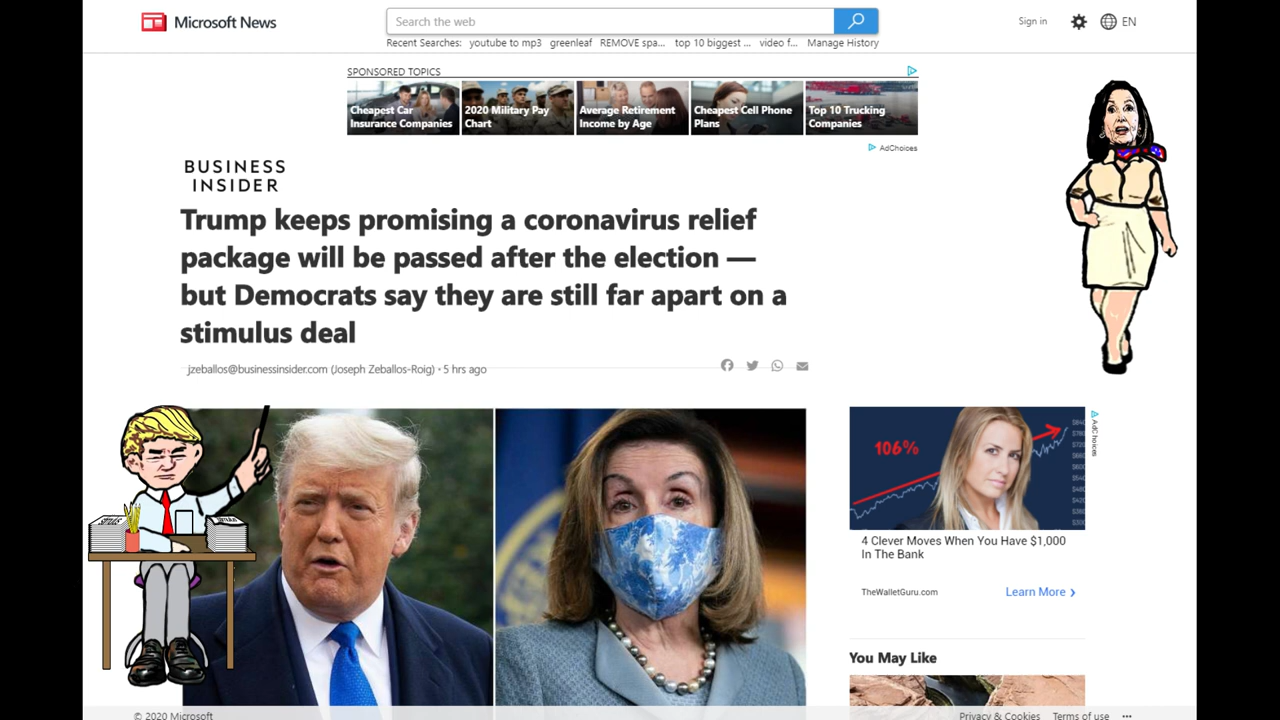 Microsoft News
Search the web
Sign in
EN
Recent Searches: youtube to mp3 greenleaf REMOVE spa... top 10 biggest ... video f... Manage History
SPONSORED TOPICS
Cheapest Car
Insurance Companies
2020 Military Pay
Chart
Average Retirement
Income by Age
Cheapest Cell Phone
Plans
Top 10 Trucking
Companies
AdChoices
BUSINESS
INSIDER
Trump keeps promising a coronavirus relief
package will be passed after the election —
but Democrats say they are still far apart on a
stimulus deal
jzeballos@businessinsider.com (Joseph Zeballos-Roig) • 5 hrs ago
106%
AdChoices
4 Clever Moves When You Have $1,000
In The Bank
TheWalletGuru.com
Learn More
You May Like
© 2020 Microsoft
Privacy & Cookies Terms of use